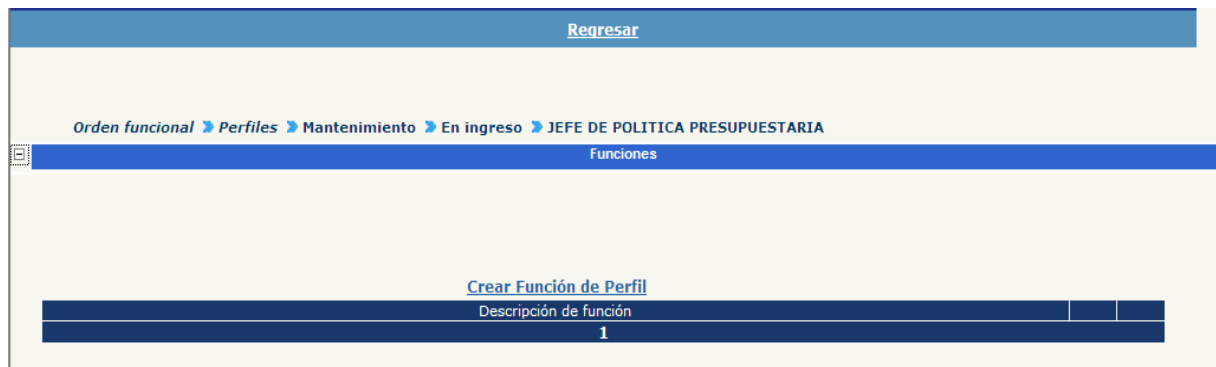 Regresar
Orden funcional Perfiles Mantenimiento En ingreso JEFE DE POLITICA PRESUPUESTARIA
Funciones
Crear Función de Perfil
Descripción de función
1